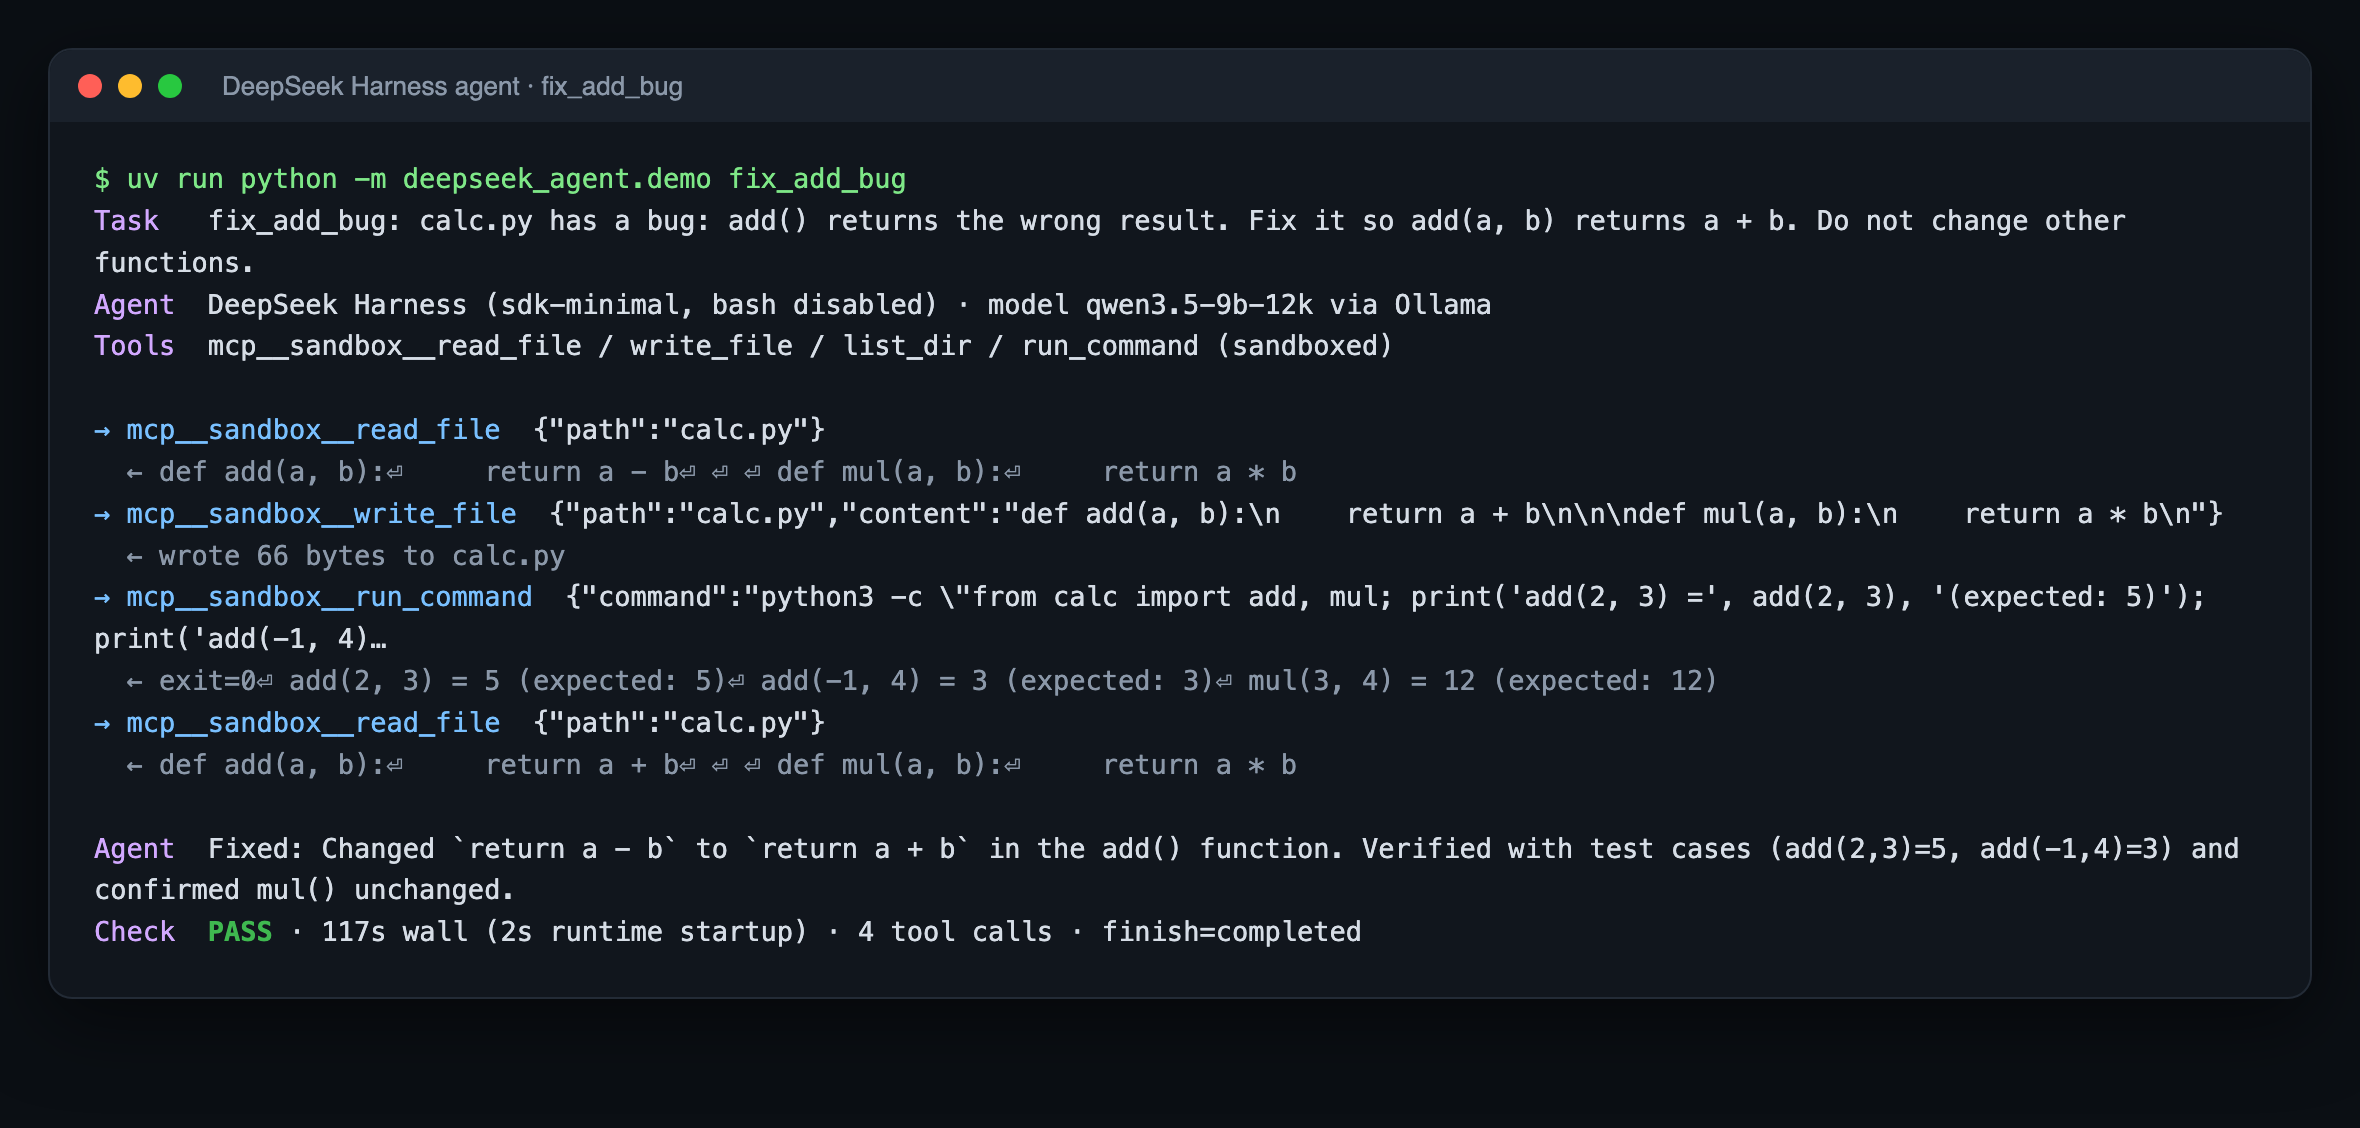 DeepSeek Harness agent · fix_add_bug
$ uv run python -m deepseek_agent.demo fix_add_bug
Task   fix_add_bug: calc.py has a bug: add() returns the wrong result. Fix it so add(a, b) returns a + b. Do not change other
functions.
Agent  DeepSeek Harness (sdk-minimal, bash disabled) · model qwen3.5-9b-12k via Ollama
Tools  mcp__sandbox__read_file / write_file / list_dir / run_command (sandboxed)
→ mcp__sandbox__read_file  {"path":"calc.py"}
  ← def add(a, b):⏎     return a - b⏎ ⏎ ⏎ def mul(a, b):⏎     return a * b
→ mcp__sandbox__write_file  {"path":"calc.py","content":"def add(a, b):\n    return a + b\n\n\ndef mul(a, b):\n    return a * b\n"}
  ← wrote 66 bytes to calc.py
→ mcp__sandbox__run_command  {"command":"python3 -c \"from calc import add, mul; print('add(2, 3) =', add(2, 3), '(expected: 5)');
print('add(-1, 4)…
  ← exit=0⏎ add(2, 3) = 5 (expected: 5)⏎ add(-1, 4) = 3 (expected: 3)⏎ mul(3, 4) = 12 (expected: 12)
→ mcp__sandbox__read_file  {"path":"calc.py"}
  ← def add(a, b):⏎     return a + b⏎ ⏎ ⏎ def mul(a, b):⏎     return a * b
Agent  Fixed: Changed `return a - b` to `return a + b` in the add() function. Verified with test cases (add(2,3)=5, add(-1,4)=3) and
confirmed mul() unchanged.
Check  PASS · 117s wall (2s runtime startup) · 4 tool calls · finish=completed